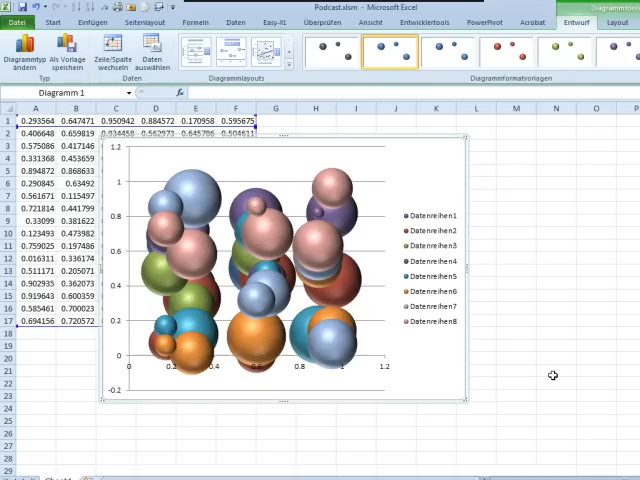 Podcast.xlsm - Microsoft Excel
Diagrammtools
Datei Start Einfügen Seitenlayout Formeln Daten Easy-XL Überprüfen Ansicht Entwicklertools PowerPivot Acrobat Entwurf Layout
Diagrammtyp ändern Als Vorlage speichern Zeile/Spalte wechseln Daten auswählen
Typ Daten Diagrammlayouts Diagrammformatvorlagen
Diagramm 1 fx
A B C D E F G H I J K L M N O P
1 0.293564 0.647471 0.950942 0.884572 0.170958 0.595675
2 0.406648 0.659819 0.934458 0.562973 0.645786 0.504611
3 0.575086 0.417146
4 0.331368 0.453659
5 0.894872 0.868633
6 0.290845 0.63492
7 0.561671 0.115497
8 0.721814 0.441799
9 0.33099 0.381622
10 0.123493 0.473982
11 0.759025 0.197486
12 0.016311 0.336174
13 0.511171 0.205071
14 0.902935 0.362073
15 0.919643 0.600359
16 0.585461 0.700023
17 0.694156 0.720572
18
19
20
21
22
23
24
25
26
27
28
29
1.2
1
0.8
0.6
0.4
0.2
0
-0.2
0 0.2 0.4 0.6 0.8 1 1.2
Datenreihen1
Datenreihen2
Datenreihen3
Datenreihen4
Datenreihen5
Datenreihen6
Datenreihen7
Datenreihen8